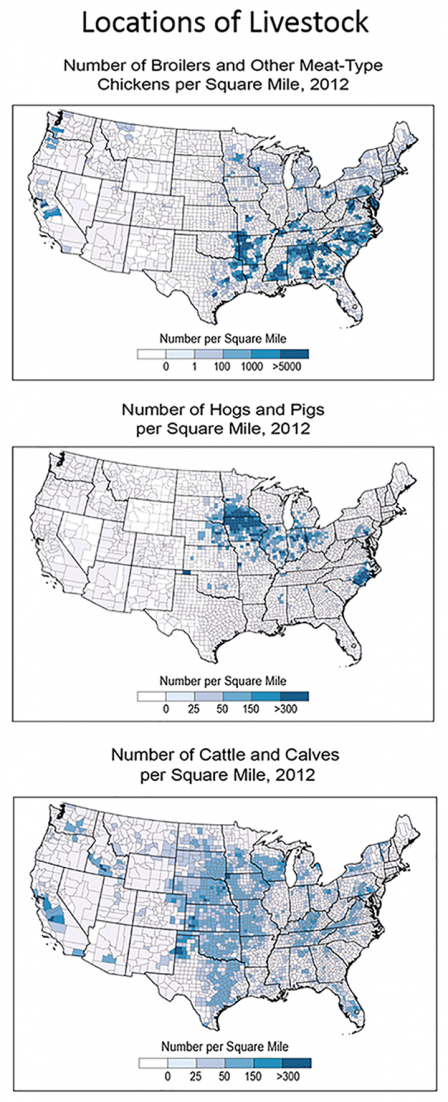 Locations of Livestock
Number of Broilers and Other Meat-Type
Chickens per Square Mile, 2012
Number per Square Mile
0 1 100 1000 >5000
Number of Hogs and Pigs
per Square Mile, 2012
Number per Square Mile
0 25 50 150 >300
Number of Cattle and Calves
per Square Mile, 2012
Number per Square Mile
0 25 50 150 >300